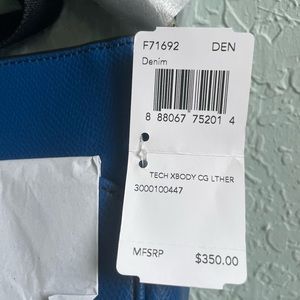 F71692 DEN
Denim
8 88067 75201 4
TECH XBODY CG LTHER
3000100447
MFSRP $350.00